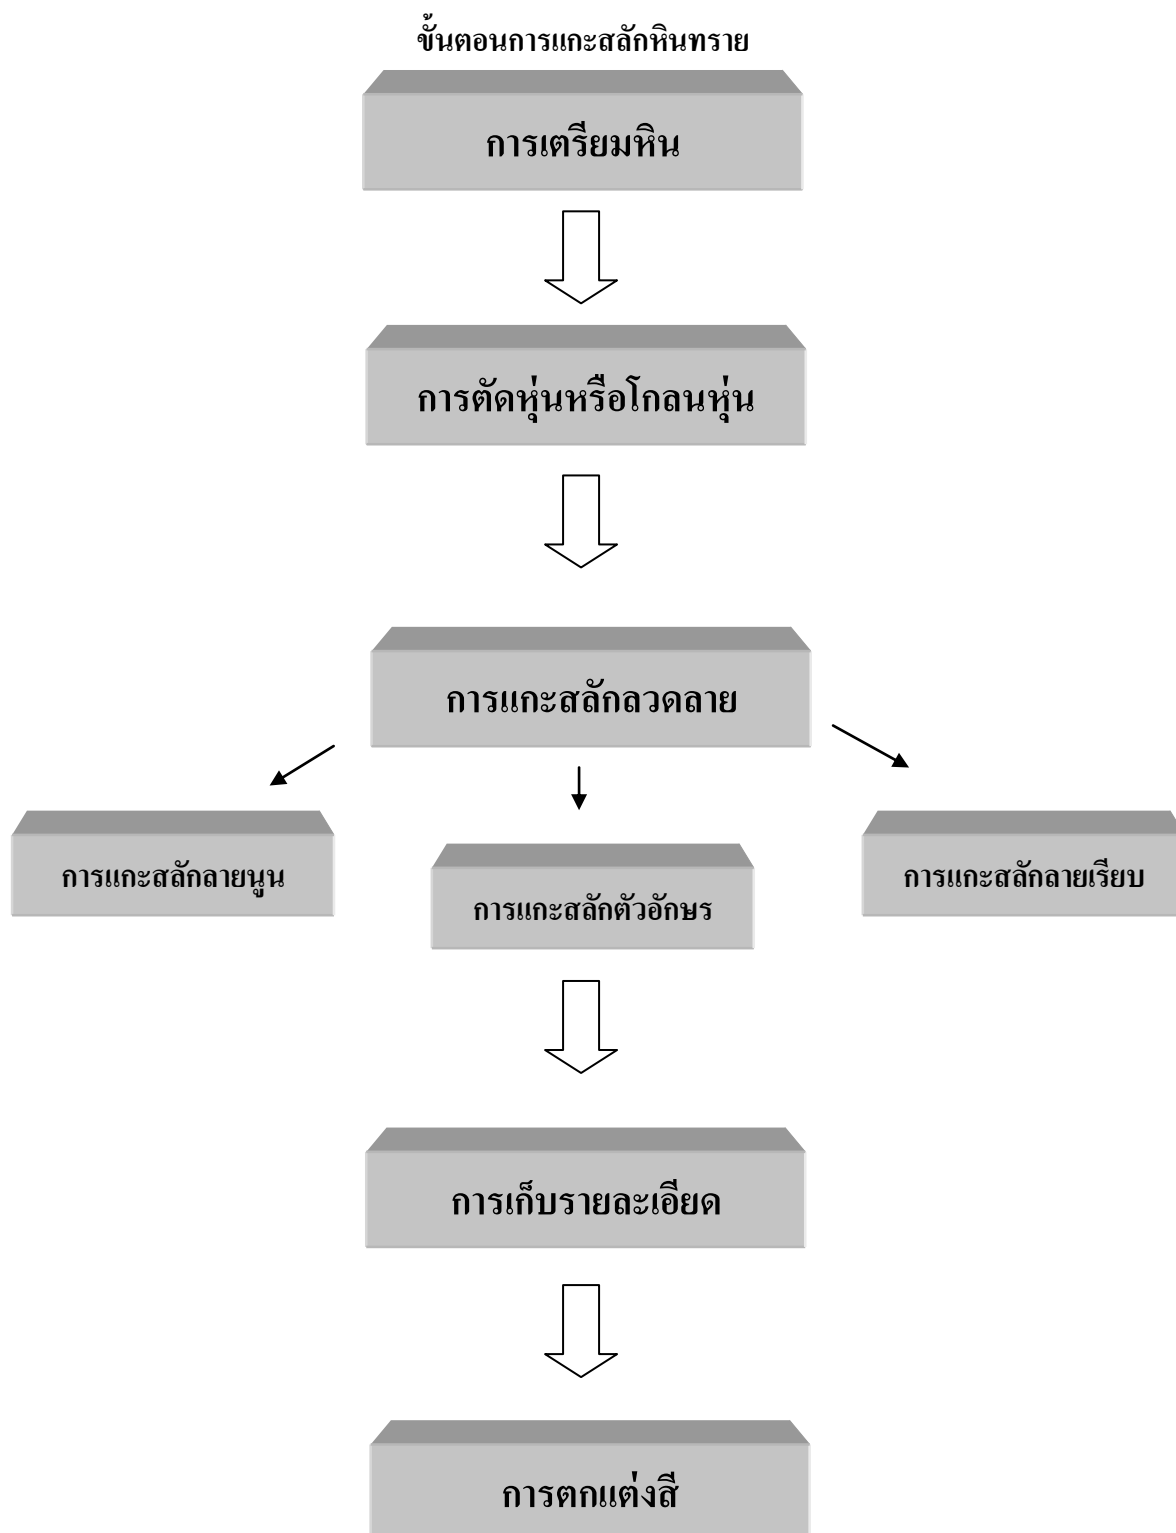 ขั้นตอนการแกะสลักหินทราย
การเตรียมหิน
การตัดหุ่นหรือโกลนหุ่น
การแกะสลักลวดลาย
การแกะสลักลายนูน
การแกะสลักตัวอักษร
การแกะสลักลายเรียบ
การเก็บรายละเอียด
การตกแต่งสี